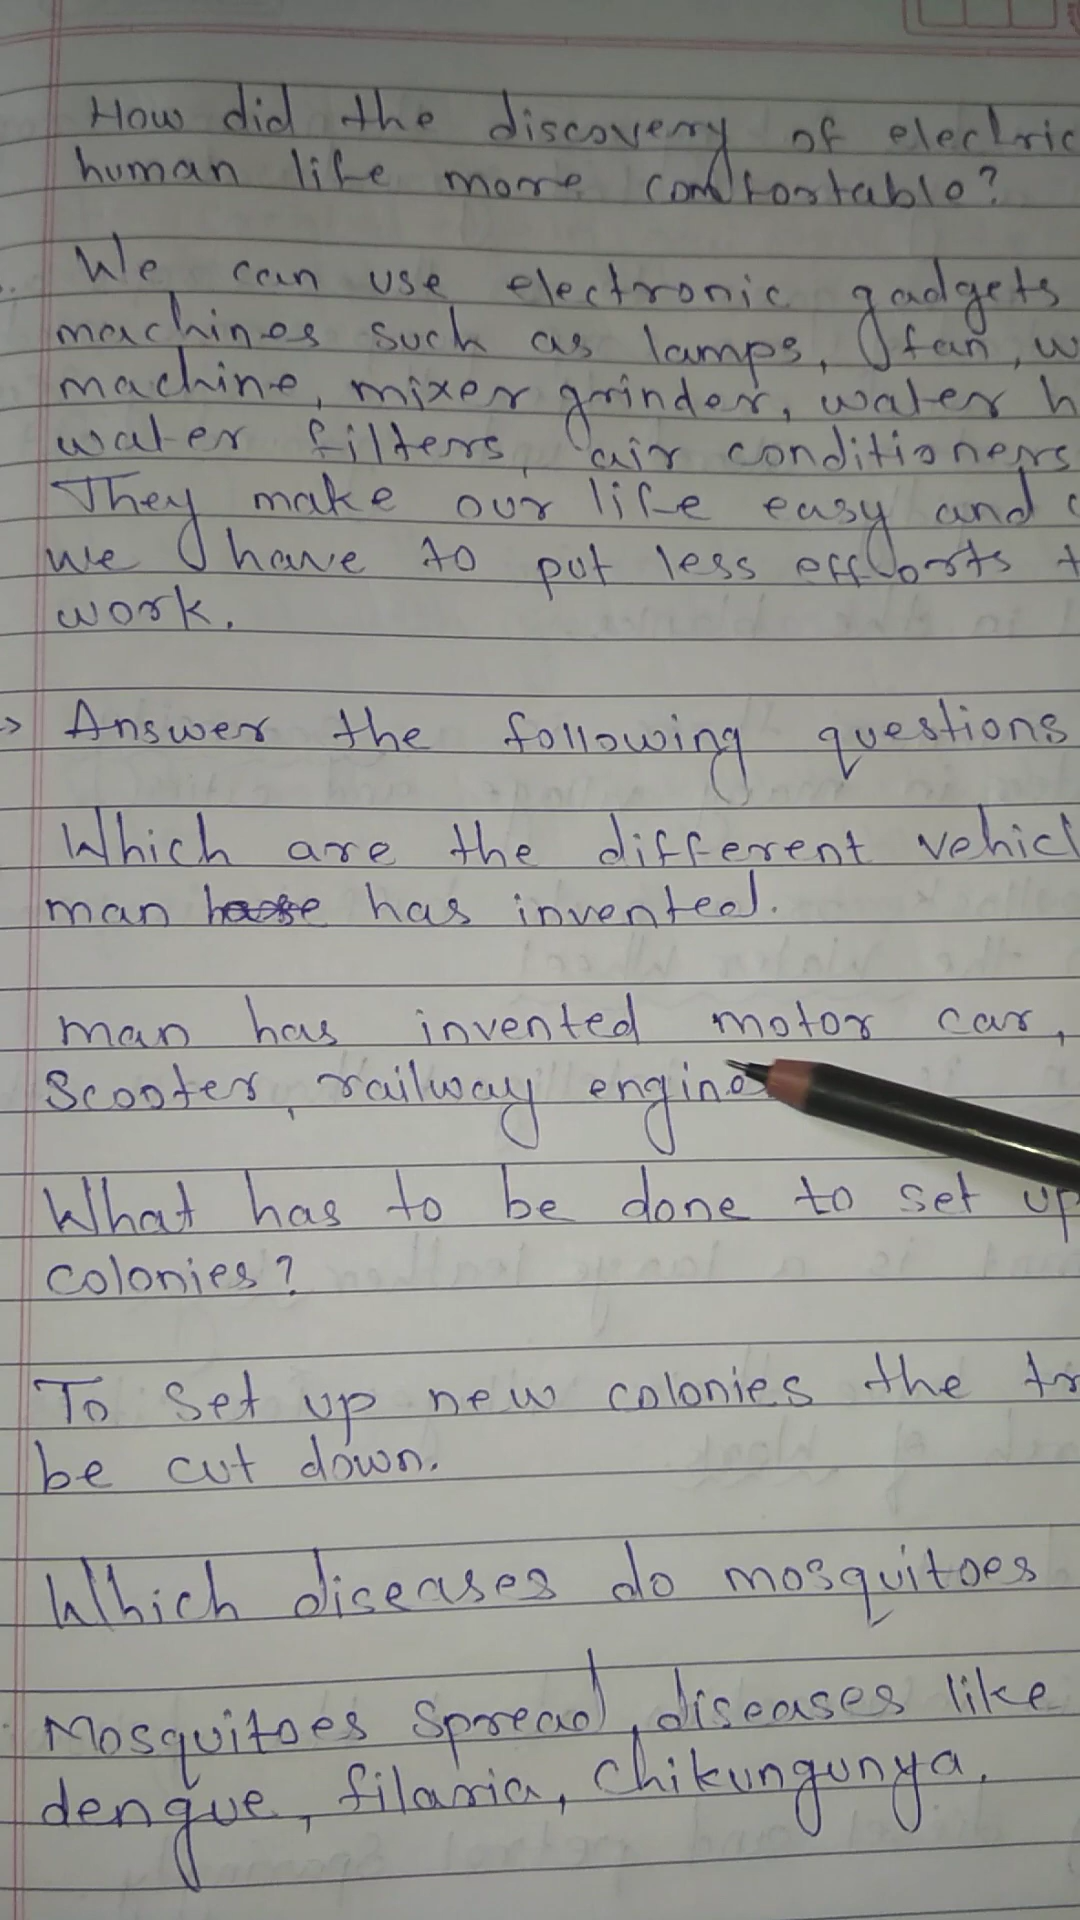 How did the discovery of electric
human life more comfortable?
We can use electronic gadgets
machines such as lamps, fan, w
machine, mixer grinder, water h
water filters, air conditioners
They make our life easy and c
we have to put less efforts t
work.
-> Answer the following questions
Which are the different vehicl
man has invented.
man has invented motor car,
Scooter, railway engine
What has to be done to set up
colonies?
To set up new colonies the tr
be cut down.
Which diseases do mosquitoes
Mosquitoes spread diseases like
dengue, filaria, chikungunya.